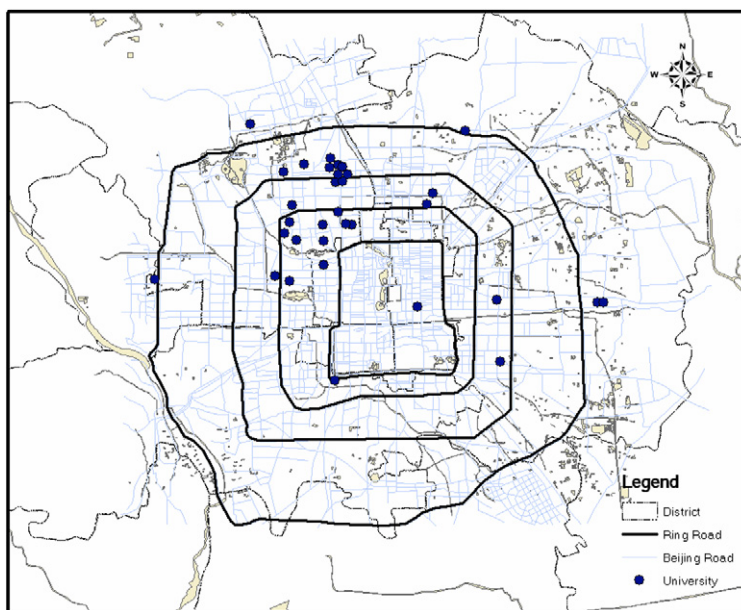 N
W E
S
Legend
District
Ring Road
Beijing Road
University